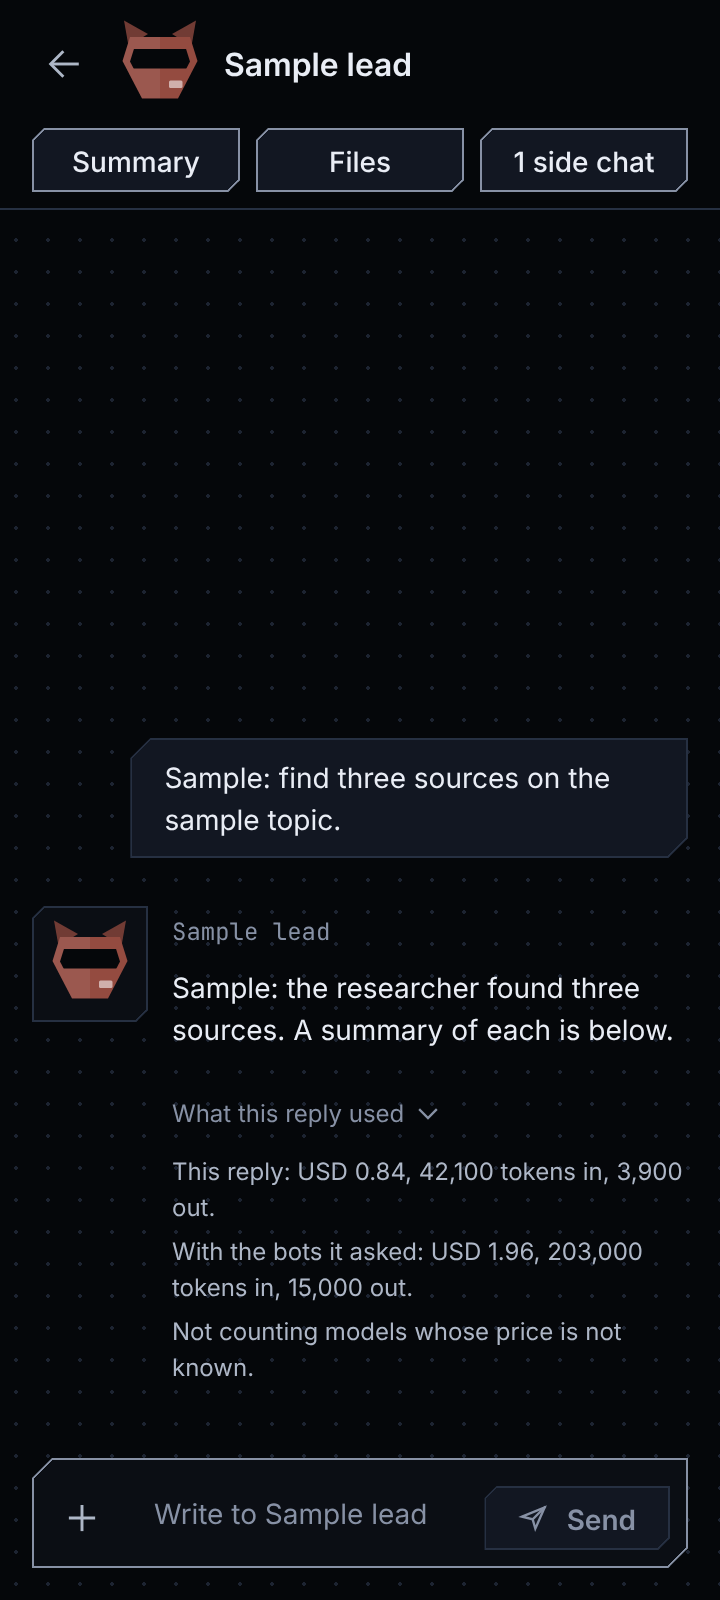 Sample lead
Summary
Files
1 side chat
Sample: find three sources on the
sample topic.
Sample lead
Sample: the researcher found three
sources. A summary of each is below.
What this reply used
This reply: USD 0.84, 42,100 tokens in, 3,900
out.
With the bots it asked: USD 1.96, 203,000
tokens in, 15,000 out.
Not counting models whose price is not
known.
Write to Sample lead
Send